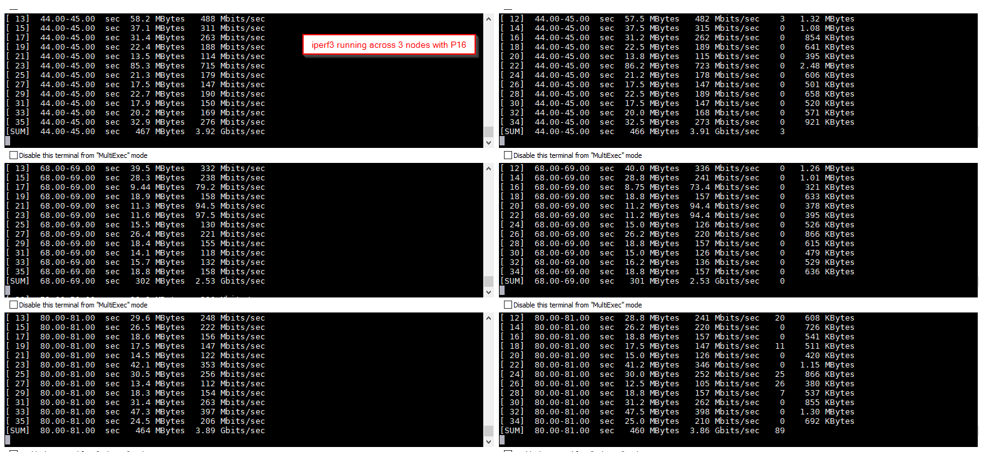 [ 13]  44.00-45.00  sec  58.2 MBytes   488 Mbits/sec
[ 15]  44.00-45.00  sec  37.1 MBytes   311 Mbits/sec
[ 17]  44.00-45.00  sec  31.4 MBytes   263 Mbits/sec
[ 19]  44.00-45.00  sec  22.4 MBytes   188 Mbits/sec
[ 21]  44.00-45.00  sec  13.5 MBytes   114 Mbits/sec
[ 23]  44.00-45.00  sec  85.3 MBytes   715 Mbits/sec
[ 25]  44.00-45.00  sec  21.3 MBytes   179 Mbits/sec
[ 27]  44.00-45.00  sec  17.5 MBytes   147 Mbits/sec
[ 29]  44.00-45.00  sec  22.7 MBytes   190 Mbits/sec
[ 31]  44.00-45.00  sec  17.9 MBytes   150 Mbits/sec
[ 33]  44.00-45.00  sec  20.2 MBytes   169 Mbits/sec
[ 35]  44.00-45.00  sec  32.9 MBytes   276 Mbits/sec
[SUM]  44.00-45.00  sec   467 MBytes  3.92 Gbits/sec
iperf3 running across 3 nodes with P16
[ 12]  44.00-45.00  sec  57.5 MBytes   482 Mbits/sec    3   1.32 MBytes
[ 14]  44.00-45.00  sec  37.5 MBytes   315 Mbits/sec    0   1.08 MBytes
[ 16]  44.00-45.00  sec  31.2 MBytes   262 Mbits/sec    0    854 KBytes
[ 18]  44.00-45.00  sec  22.5 MBytes   189 Mbits/sec    0    641 KBytes
[ 20]  44.00-45.00  sec  13.8 MBytes   115 Mbits/sec    0    395 KBytes
[ 22]  44.00-45.00  sec  86.2 MBytes   723 Mbits/sec    0   2.48 MBytes
[ 24]  44.00-45.00  sec  21.2 MBytes   178 Mbits/sec    0    606 KBytes
[ 26]  44.00-45.00  sec  17.5 MBytes   147 Mbits/sec    0    501 KBytes
[ 28]  44.00-45.00  sec  22.5 MBytes   189 Mbits/sec    0    658 KBytes
[ 30]  44.00-45.00  sec  17.5 MBytes   147 Mbits/sec    0    520 KBytes
[ 32]  44.00-45.00  sec  20.0 MBytes   168 Mbits/sec    0    571 KBytes
[ 34]  44.00-45.00  sec  32.5 MBytes   273 Mbits/sec    0    921 KBytes
[SUM]  44.00-45.00  sec   466 MBytes  3.91 Gbits/sec    3
Disable this terminal from "MultiExec" mode
Disable this terminal from "MultiExec" mode
[ 13]  68.00-69.00  sec  39.5 MBytes   332 Mbits/sec
[ 15]  68.00-69.00  sec  28.3 MBytes   238 Mbits/sec
[ 17]  68.00-69.00  sec  9.44 MBytes  79.2 Mbits/sec
[ 19]  68.00-69.00  sec  18.9 MBytes   158 Mbits/sec
[ 21]  68.00-69.00  sec  11.3 MBytes  94.5 Mbits/sec
[ 23]  68.00-69.00  sec  11.6 MBytes  97.5 Mbits/sec
[ 25]  68.00-69.00  sec  15.5 MBytes   130 Mbits/sec
[ 27]  68.00-69.00  sec  26.4 MBytes   221 Mbits/sec
[ 29]  68.00-69.00  sec  18.4 MBytes   155 Mbits/sec
[ 31]  68.00-69.00  sec  14.1 MBytes   118 Mbits/sec
[ 33]  68.00-69.00  sec  15.7 MBytes   132 Mbits/sec
[ 35]  68.00-69.00  sec  18.8 MBytes   158 Mbits/sec
[SUM]  68.00-69.00  sec   302 MBytes  2.53 Gbits/sec
[ 12]  68.00-69.00  sec  40.0 MBytes   336 Mbits/sec    0   1.26 MBytes
[ 14]  68.00-69.00  sec  28.8 MBytes   241 Mbits/sec    0   1.01 MBytes
[ 16]  68.00-69.00  sec  8.75 MBytes  73.4 Mbits/sec    0    321 KBytes
[ 18]  68.00-69.00  sec  18.8 MBytes   157 Mbits/sec    0    633 KBytes
[ 20]  68.00-69.00  sec  11.2 MBytes  94.4 Mbits/sec    0    378 KBytes
[ 22]  68.00-69.00  sec  11.2 MBytes  94.4 Mbits/sec    0    395 KBytes
[ 24]  68.00-69.00  sec  15.0 MBytes   126 Mbits/sec    0    526 KBytes
[ 26]  68.00-69.00  sec  26.2 MBytes   220 Mbits/sec    0    866 KBytes
[ 28]  68.00-69.00  sec  18.8 MBytes   157 Mbits/sec    0    615 KBytes
[ 30]  68.00-69.00  sec  15.0 MBytes   126 Mbits/sec    0    479 KBytes
[ 32]  68.00-69.00  sec  16.2 MBytes   136 Mbits/sec    0    529 KBytes
[ 34]  68.00-69.00  sec  18.8 MBytes   157 Mbits/sec    0    636 KBytes
[SUM]  68.00-69.00  sec   301 MBytes  2.53 Gbits/sec    0
Disable this terminal from "MultiExec" mode
Disable this terminal from "MultiExec" mode
[ 13]  80.00-81.00  sec  29.6 MBytes   248 Mbits/sec
[ 15]  80.00-81.00  sec  26.5 MBytes   222 Mbits/sec
[ 17]  80.00-81.00  sec  18.6 MBytes   156 Mbits/sec
[ 19]  80.00-81.00  sec  17.5 MBytes   147 Mbits/sec
[ 21]  80.00-81.00  sec  14.5 MBytes   122 Mbits/sec
[ 23]  80.00-81.00  sec  42.1 MBytes   353 Mbits/sec
[ 25]  80.00-81.00  sec  30.5 MBytes   256 Mbits/sec
[ 27]  80.00-81.00  sec  13.4 MBytes   112 Mbits/sec
[ 29]  80.00-81.00  sec  18.3 MBytes   154 Mbits/sec
[ 31]  80.00-81.00  sec  31.4 MBytes   263 Mbits/sec
[ 33]  80.00-81.00  sec  47.3 MBytes   397 Mbits/sec
[ 35]  80.00-81.00  sec  24.5 MBytes   206 Mbits/sec
[SUM]  80.00-81.00  sec   464 MBytes  3.89 Gbits/sec
[ 12]  80.00-81.00  sec  28.8 MBytes   241 Mbits/sec   20    608 KBytes
[ 14]  80.00-81.00  sec  26.2 MBytes   220 Mbits/sec    0    726 KBytes
[ 16]  80.00-81.00  sec  18.8 MBytes   157 Mbits/sec    0    541 KBytes
[ 18]  80.00-81.00  sec  17.5 MBytes   147 Mbits/sec   11    511 KBytes
[ 20]  80.00-81.00  sec  15.0 MBytes   126 Mbits/sec    0    420 KBytes
[ 22]  80.00-81.00  sec  41.2 MBytes   346 Mbits/sec    0   1.15 MBytes
[ 24]  80.00-81.00  sec  30.0 MBytes   252 Mbits/sec   25    866 KBytes
[ 26]  80.00-81.00  sec  12.5 MBytes   105 Mbits/sec   26    380 KBytes
[ 28]  80.00-81.00  sec  18.8 MBytes   157 Mbits/sec    7    537 KBytes
[ 30]  80.00-81.00  sec  31.2 MBytes   262 Mbits/sec    0    855 KBytes
[ 32]  80.00-81.00  sec  47.5 MBytes   398 Mbits/sec    0   1.30 MBytes
[ 34]  80.00-81.00  sec  25.0 MBytes   210 Mbits/sec    0    692 KBytes
[SUM]  80.00-81.00  sec   460 MBytes  3.86 Gbits/sec   89